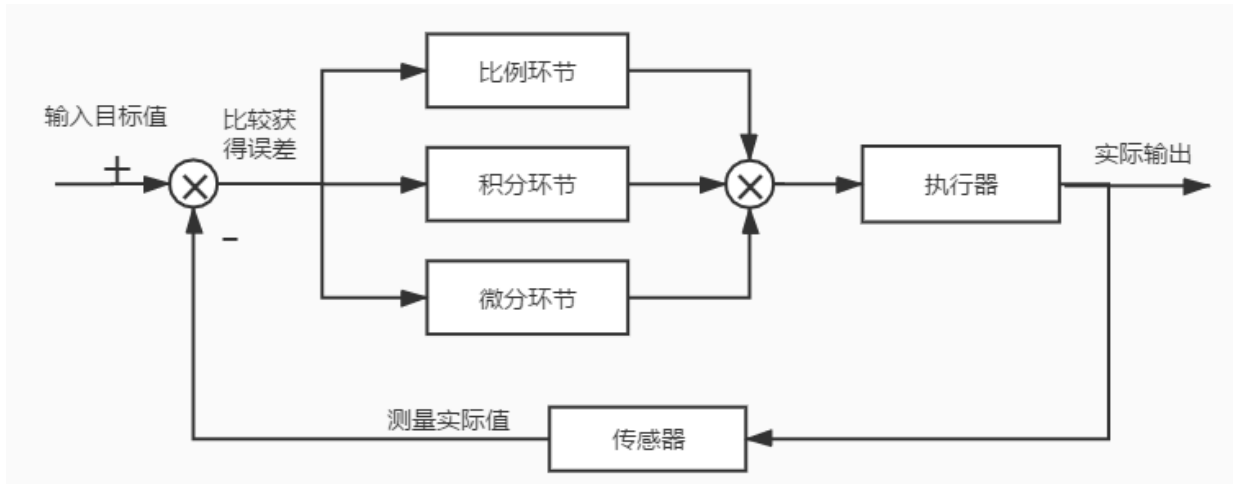 比例环节
输入目标值
比较获
得误差
+
积分环节
执行器
实际输出
-
微分环节
测量实际值
传感器